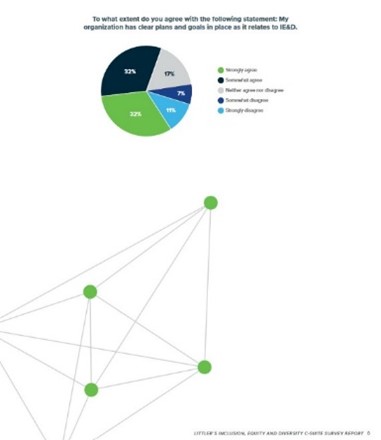 To what extent do you agree with the following statement: My
organization has clear plans and goals in place as it relates to IE&D.
17%
33%
7%
11%
32%
Strongly agree
Somewhat agree
Neither agree nor disagree
Somewhat disagree
Strongly disagree
LITTLER'S INCLUSION, EQUITY AND DIVERSITY C-SUITE SURVEY REPORT